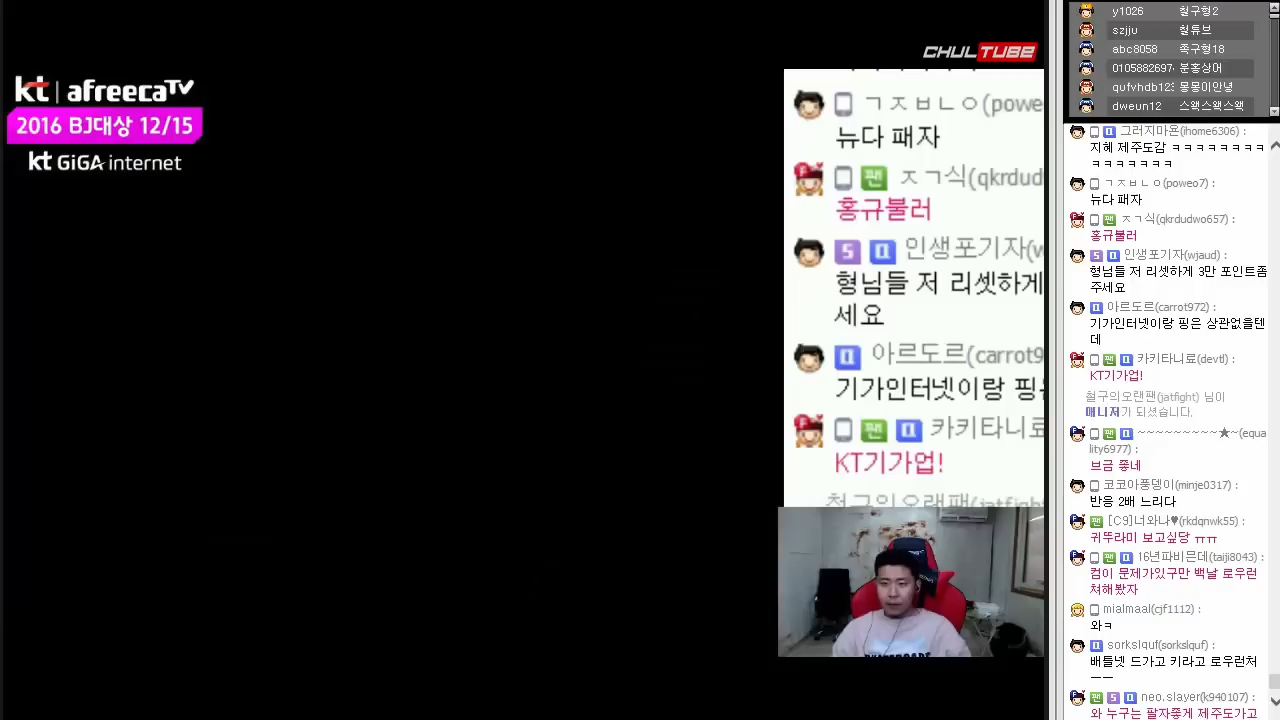 kt | afreecaTV
2016 BJ대상 12/15
kt GiGA internet
CHULTUBE
ㄱㅈㅂㄴㅇ(powe
뉴다 패자
ㅈㄱ식(qkrdud
홍규불러
인생포기자(w
형님들 저 리셋하게
세요
아르도르(carrot9
기가인터넷이랑 핑
카키타니료
KT기가업!
철구의오랜팬(jatfight
y1026 철구형2
szjju 철튜브
abc8058 족구형18
0105882697 분홍상어
qufvhdb123 뭉뭉이안녕
dweun12 스왝스왝스윅
그러지마욘(ihome6306) :
지혜 제주도감 ㅋㅋㅋㅋㅋㅋㅋㅋ
ㅋㅋㅋㅋㅋㅋㅋ
ㄱㅈㅂㄴㅇ(poweo7) :
뉴다 패자
ㅈㄱ식(qkrdudwo657) :
홍규불러
인생포기자(wjaud) :
형님들 저 리셋하게 3만 포인트좀
주세요
아르도르(carrot972) :
기가인터넷이랑 핑은 상관없을텐
데
카키타니료(devtl) :
KT기가업!
철구의오랜팬(jatfight) 님이
매니저가 되셨습니다.
~~~~~~~~~★~(equa
lity6977) :
브금 좋네
코코아풍뎅이(minje0317) :
반응 2배 느리다
[C9]너와나♥(rkdqnwk55) :
귀뚜라미 보고싶당 ㅠㅠ
16년파비믄데(taiji8043) :
컴이 문제가있구만 백날 로우런
쳐해봤자
mialmaal(cjf1112) :
와ㅋ
sorkslquf(sorkslquf) :
배틀넷 드가고 키라고 로우런처
ㅡㅡ
neo.slayer(k940107) :
와 누구는 팔자좋게 제주도가고